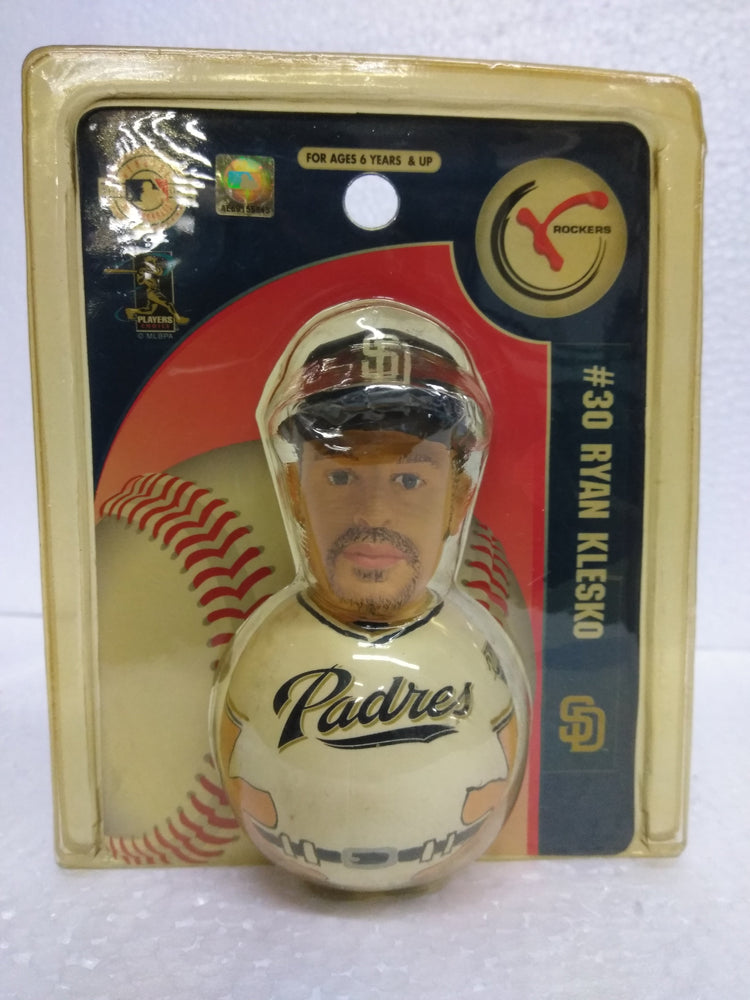 FOR AGES 6 YEARS & UP
ROCKERS
PLAYERS
CHOICE
© MLBPA
SD
#30 RYAN KLESKO
Padres
SD